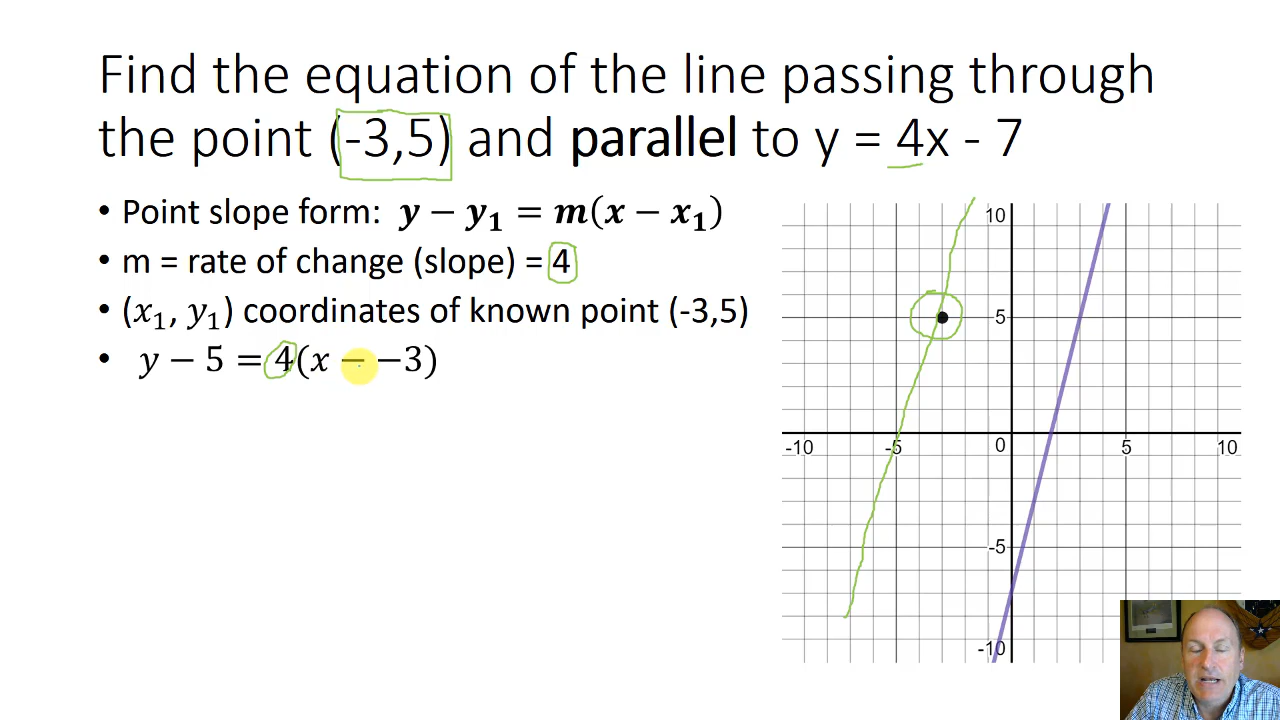 Find the equation of the line passing through
the point (-3,5) and parallel to y = 4x - 7
• Point slope form: y − y₁ = m(x − x₁)
• m = rate of change (slope) = 4
• (x₁, y₁) coordinates of known point (-3,5)
• y − 5 = 4(x − −3)
10
5
-10 -5 0 5 10
-5
-10